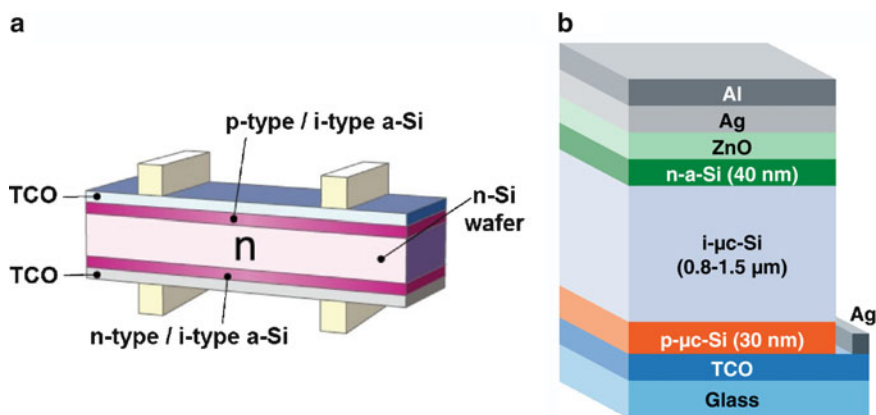 a
p-type / i-type a-Si
TCO
n-Si
wafer
n
TCO
n-type / i-type a-Si
b
Al
Ag
ZnO
n-a-Si (40 nm)
i-µc-Si
(0.8-1.5 µm)
Ag
p-µc-Si (30 nm)
TCO
Glass